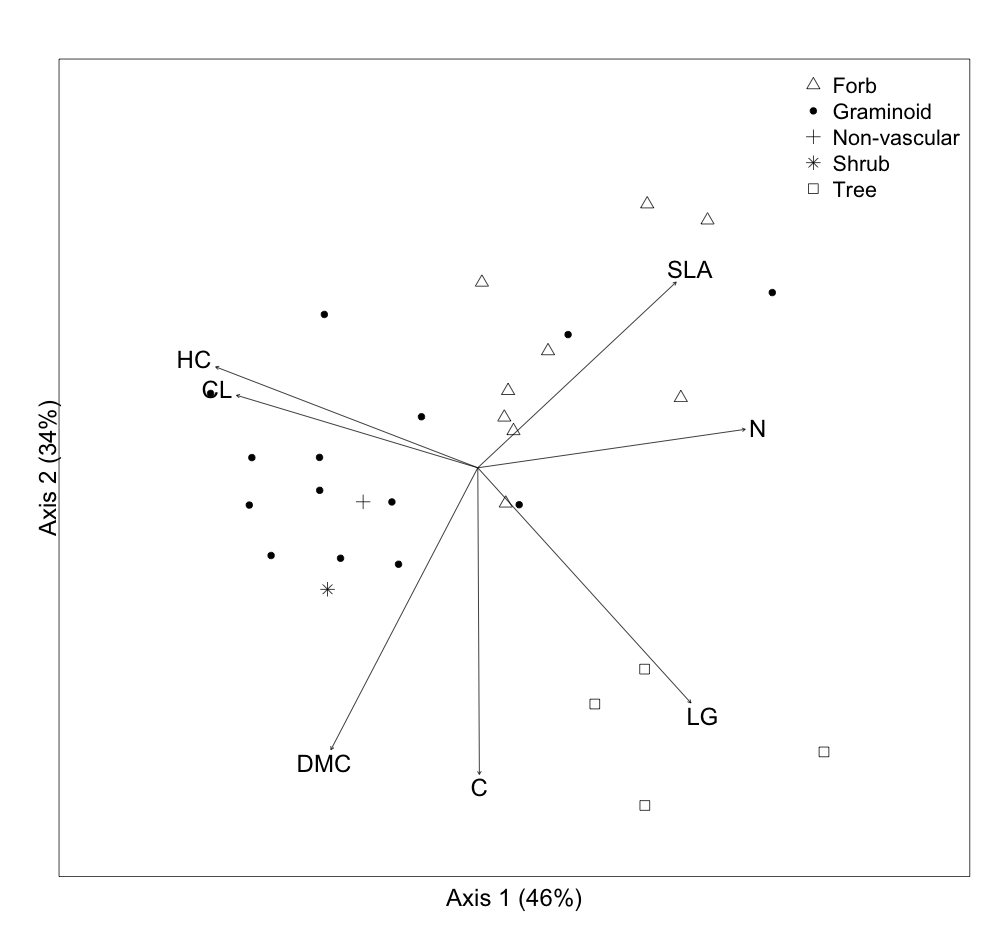 Forb
Graminoid
Non-vascular
Shrub
Tree
SLA
HC
CL
N
LG
DMC
C
Axis 2 (34%)
Axis 1 (46%)